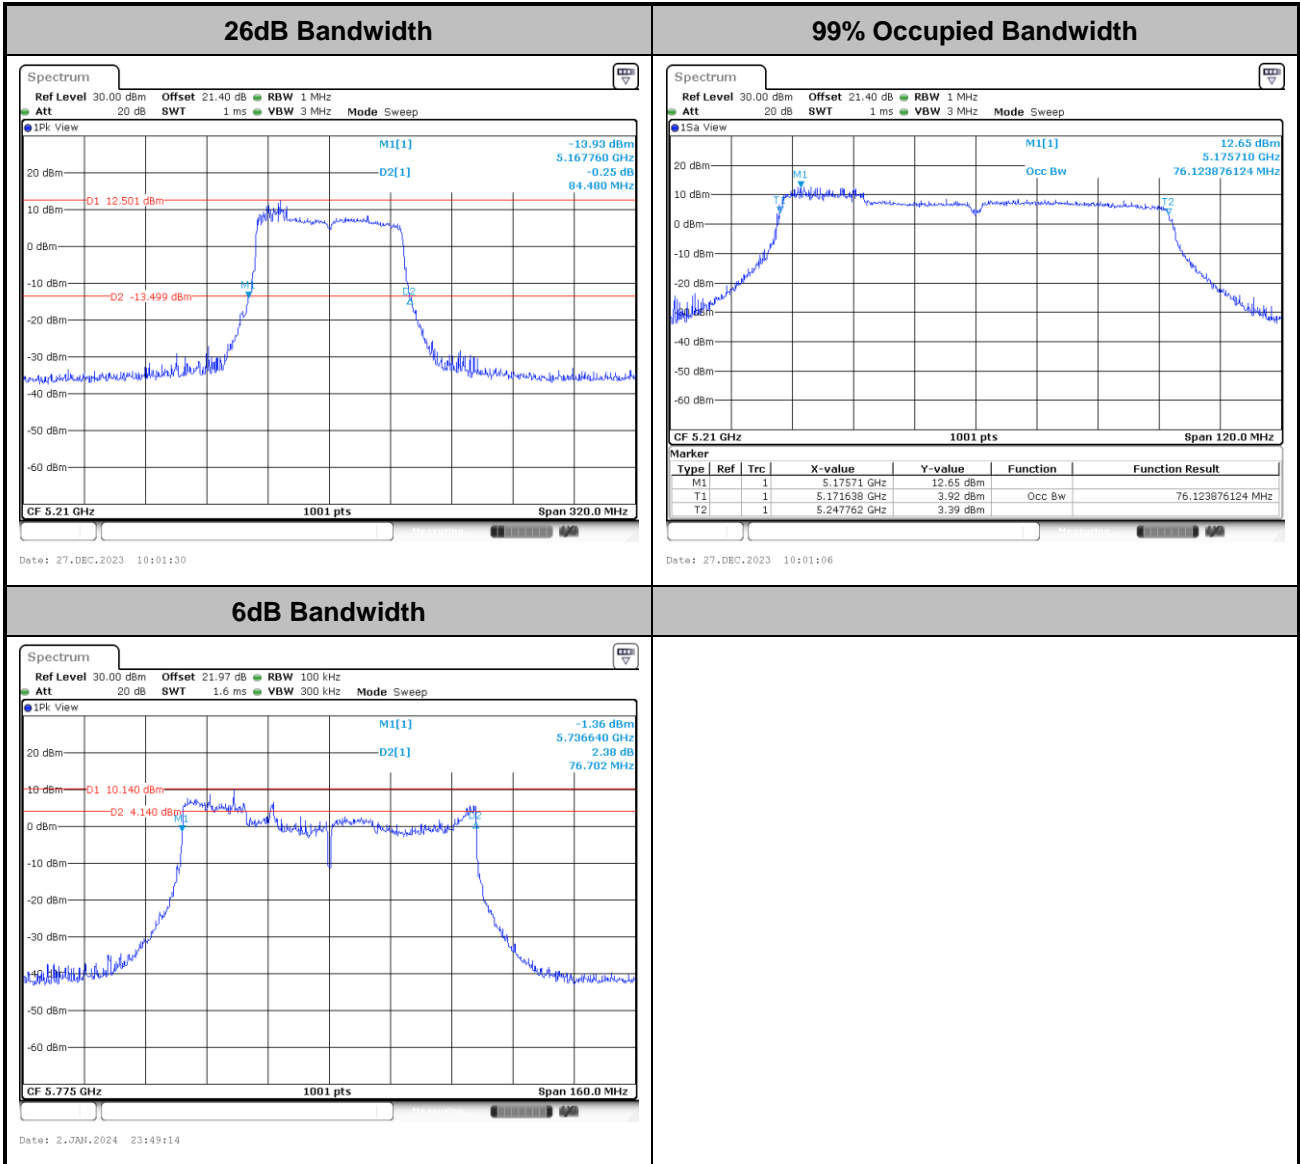 26dB Bandwidth
99% Occupied Bandwidth
Spectrum
Ref Level 30.00 dBm Offset 21.40 dB RBW 1 MHz
Att 20 dB SWT 1 ms VBW 3 MHz Mode Sweep
1Pk View
M1[1] -13.93 dBm
5.167760 GHz
D2[1] -0.25 dB
84.480 MHz
20 dBm
D1 12.501 dBm
10 dBm
0 dBm
M1
D2
-10 dBm
D2 -13.499 dBm
-20 dBm
-30 dBm
-40 dBm
-50 dBm
-60 dBm
CF 5.21 GHz 1001 pts Span 320.0 MHz
Date: 27.DEC.2023 10:01:30
Spectrum
Ref Level 30.00 dBm Offset 21.40 dB RBW 1 MHz
Att 20 dB SWT 1 ms VBW 3 MHz Mode Sweep
1Sa View
M1[1] 12.65 dBm
5.175710 GHz
Occ Bw 76.123876124 MHz
20 dBm
M1
10 dBm
T1
T2
0 dBm
-10 dBm
-20 dBm
-30 dBm
-40 dBm
-50 dBm
-60 dBm
CF 5.21 GHz 1001 pts Span 120.0 MHz
Marker
Type Ref Trc X-value Y-value Function Function Result
M1 1 5.17571 GHz 12.65 dBm
T1 1 5.171638 GHz 3.92 dBm Occ Bw 76.123876124 MHz
T2 1 5.247762 GHz 3.39 dBm
Date: 27.DEC.2023 10:01:06
6dB Bandwidth
Spectrum
Ref Level 30.00 dBm Offset 21.97 dB RBW 100 kHz
Att 20 dB SWT 1.6 ms VBW 300 kHz Mode Sweep
1Pk View
M1[1] -1.36 dBm
5.736640 GHz
D2[1] 2.38 dB
76.702 MHz
20 dBm
10 dBm
D1 10.140 dBm
D2 4.140 dBm
M1
D2
0 dBm
-10 dBm
-20 dBm
-30 dBm
-40 dBm
-50 dBm
-60 dBm
CF 5.775 GHz 1001 pts Span 160.0 MHz
Date: 2.JAN.2024 23:49:14